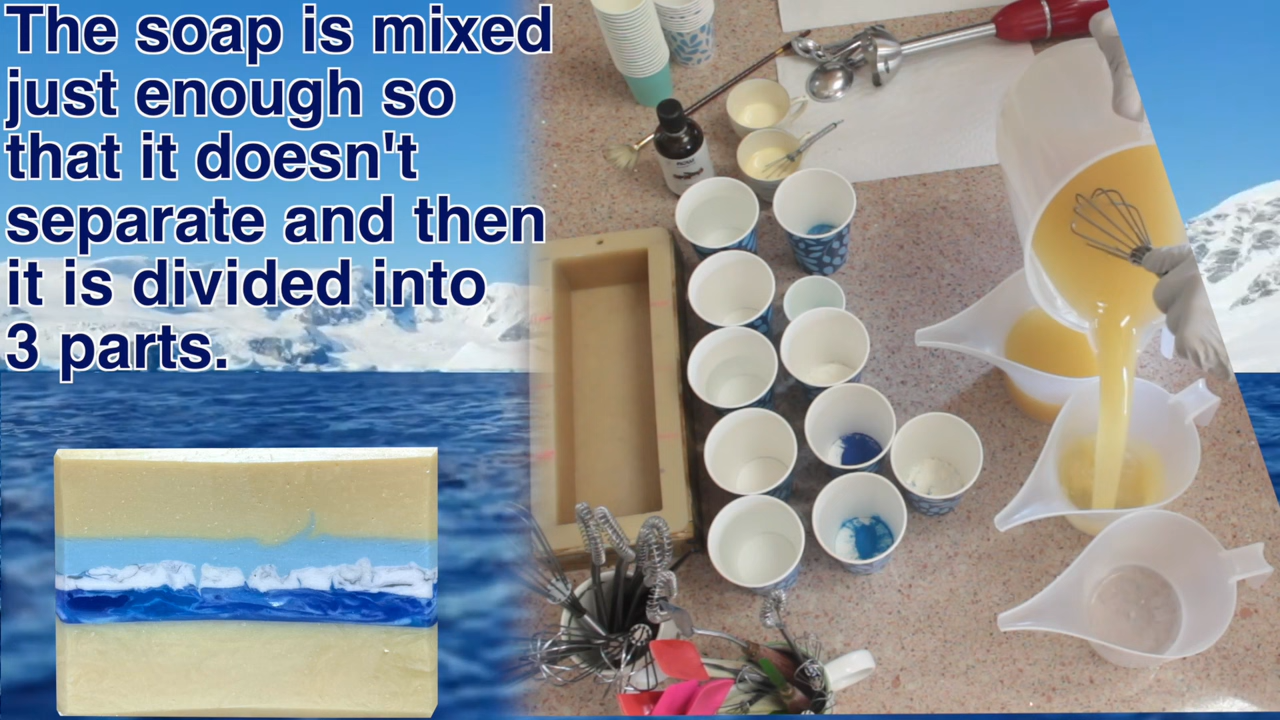 The soap is mixed
just enough so
that it doesn't
separate and then
it is divided into
3 parts.